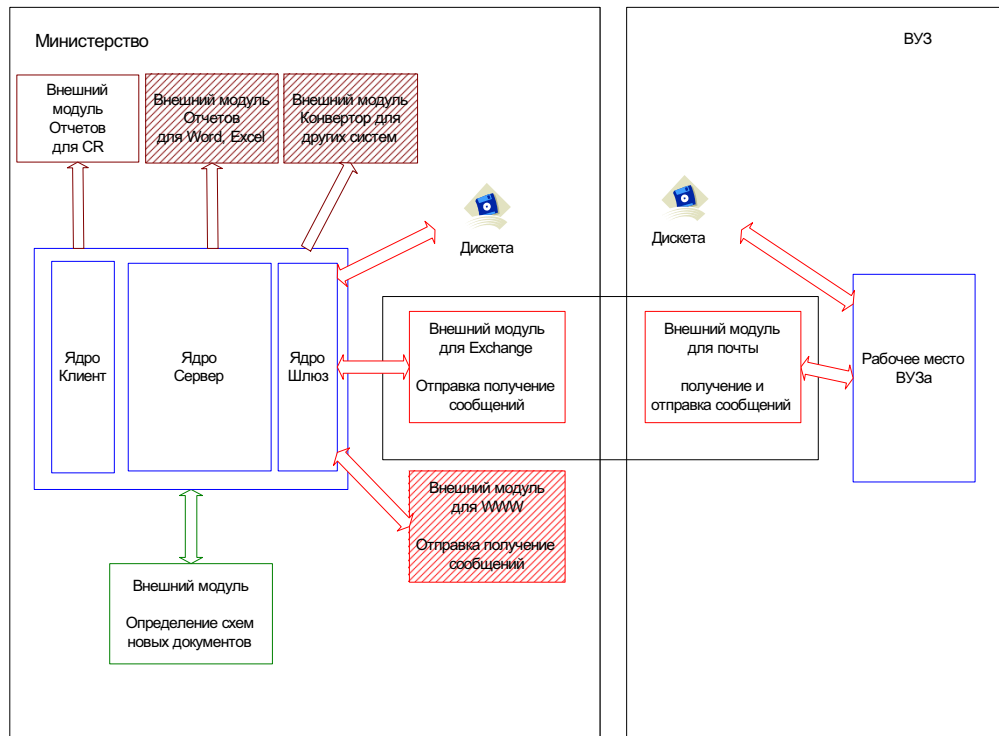 Министерство
ВУЗ
Внешний
модуль
Отчетов
для CR
Внешний модуль
Отчетов
для Word, Excel
Внешний модуль
Конвертор для
других систем
Дискета
Дискета
Ядро
Клиент
Ядро
Сервер
Ядро
Шлюз
Внешний модуль
для Exchange
Отправка получение
сообщений
Внешний модуль
для почты
получение и
отправка сообщений
Рабочее место
ВУЗа
Внешний модуль
для WWW
Отправка получение
сообщений
Внешний модуль
Определение схем
новых документов